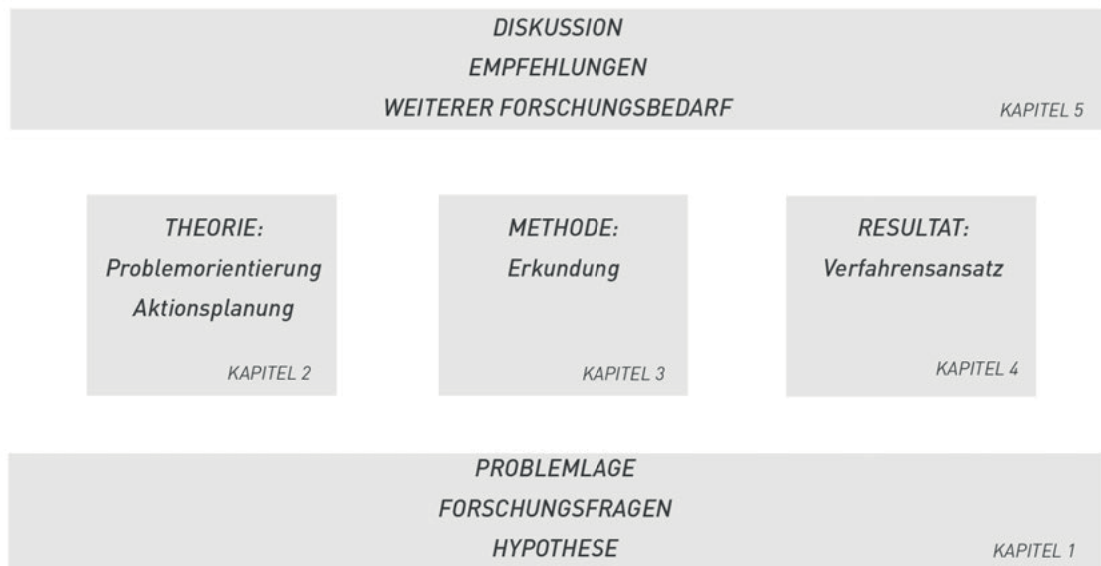 DISKUSSION
EMPFEHLUNGEN
WEITERER FORSCHUNGSBEDARF
KAPITEL 5
THEORIE:
Problemorientierung
Aktionsplanung
KAPITEL 2
METHODE:
Erkundung
KAPITEL 3
RESULTAT:
Verfahrensansatz
KAPITEL 4
PROBLEMLAGE
FORSCHUNGSFRAGEN
HYPOTHESE
KAPITEL 1